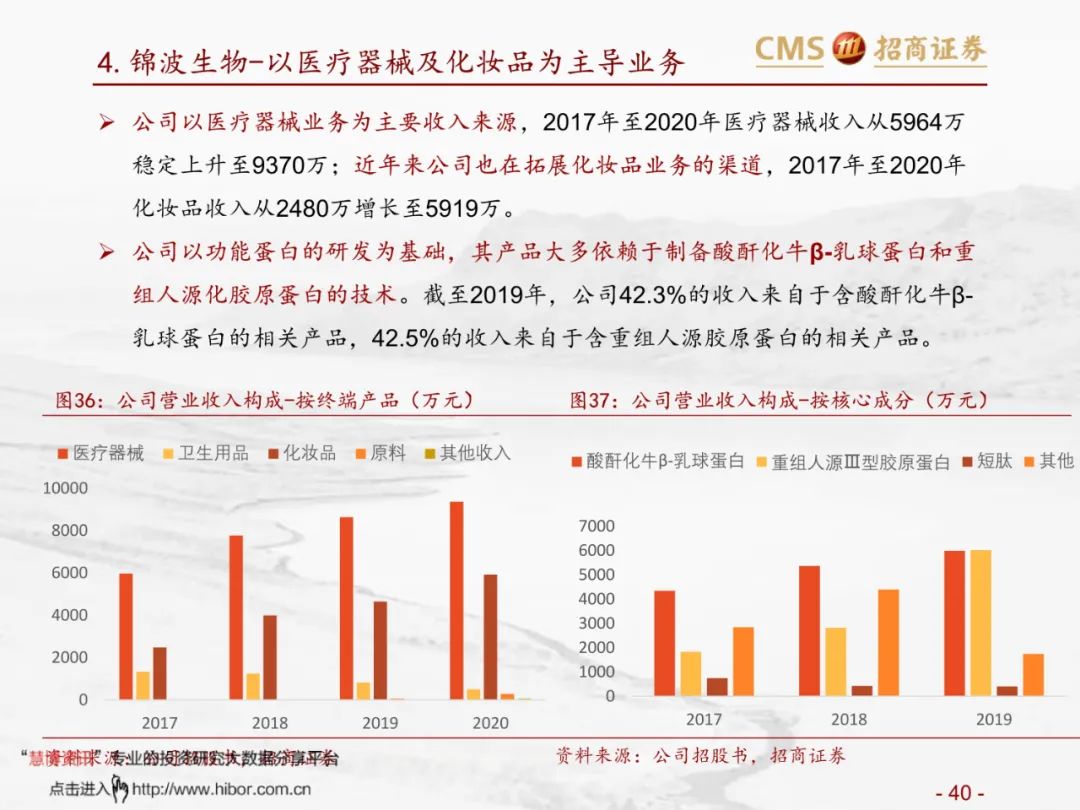 4. 锦波生物-以医疗器械及化妆品为主导业务
CMS 招商证券
➢ 公司以医疗器械业务为主要收入来源，2017年至2020年医疗器械收入从5964万
稳定上升至9370万；近年来公司也在拓展化妆品业务的渠道，2017年至2020年
化妆品收入从2480万增长至5919万。
➢ 公司以功能蛋白的研发为基础，其产品大多依赖于制备酸酐化牛β-乳球蛋白和重
组人源化胶原蛋白的技术。截至2019年，公司42.3%的收入来自于含酸酐化牛β-
乳球蛋白的相关产品，42.5%的收入来自于含重组人源胶原蛋白的相关产品。
图36：公司营业收入构成-按终端产品（万元）
医疗器械 卫生用品 化妆品 原料 其他收入
10000
8000
6000
4000
2000
0
2017 2018 2019 2020
图37：公司营业收入构成-按核心成分（万元）
酸酐化牛β-乳球蛋白 重组人源Ⅲ型胶原蛋白 短肽 其他
7000
6000
5000
4000
3000
2000
1000
0
2017 2018 2019
“慧博资讯”专业的投资研究大数据分享平台
点击进入 http://www.hibor.com.cn
资料来源：公司招股书，招商证券
- 40 -